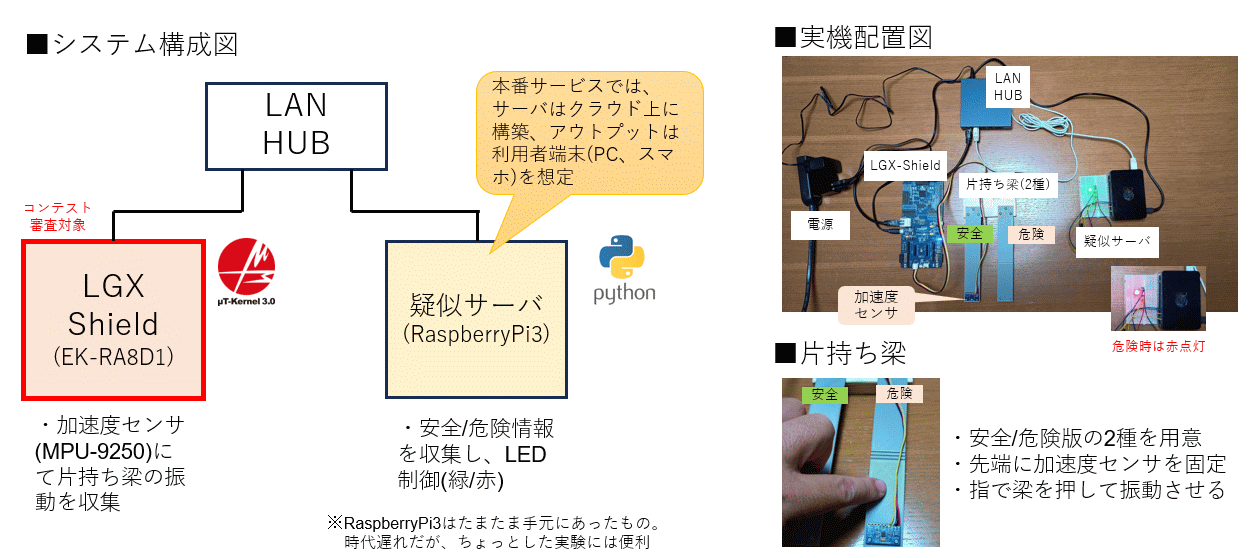 ■システム構成図
LAN
HUB
本番サービスでは、
サーバはクラウド上に
構築、アウトプットは
利用者端末(PC、スマ
ホ)を想定
コンテスト
審査対象
LGX
Shield
(EK-RA8D1)
μT-Kernel 3.0
疑似サーバ
(RaspberryPi3)
python
・加速度センサ
(MPU-9250)に
て片持ち梁の振
動を収集
・安全/危険情報
を収集し、LED
制御(緑/赤)
※RaspberryPi3はたまたま手元にあったもの。
時代遅れだが、ちょっとした実験には便利
■実機配置図
LAN
HUB
LGX-Shield
片持ち梁(2種)
電源
安全
危険
疑似サーバ
加速度
センサ
危険時は赤点灯
■片持ち梁
安全
危険
・安全/危険版の2種を用意
・先端に加速度センサを固定
・指で梁を押して振動させる